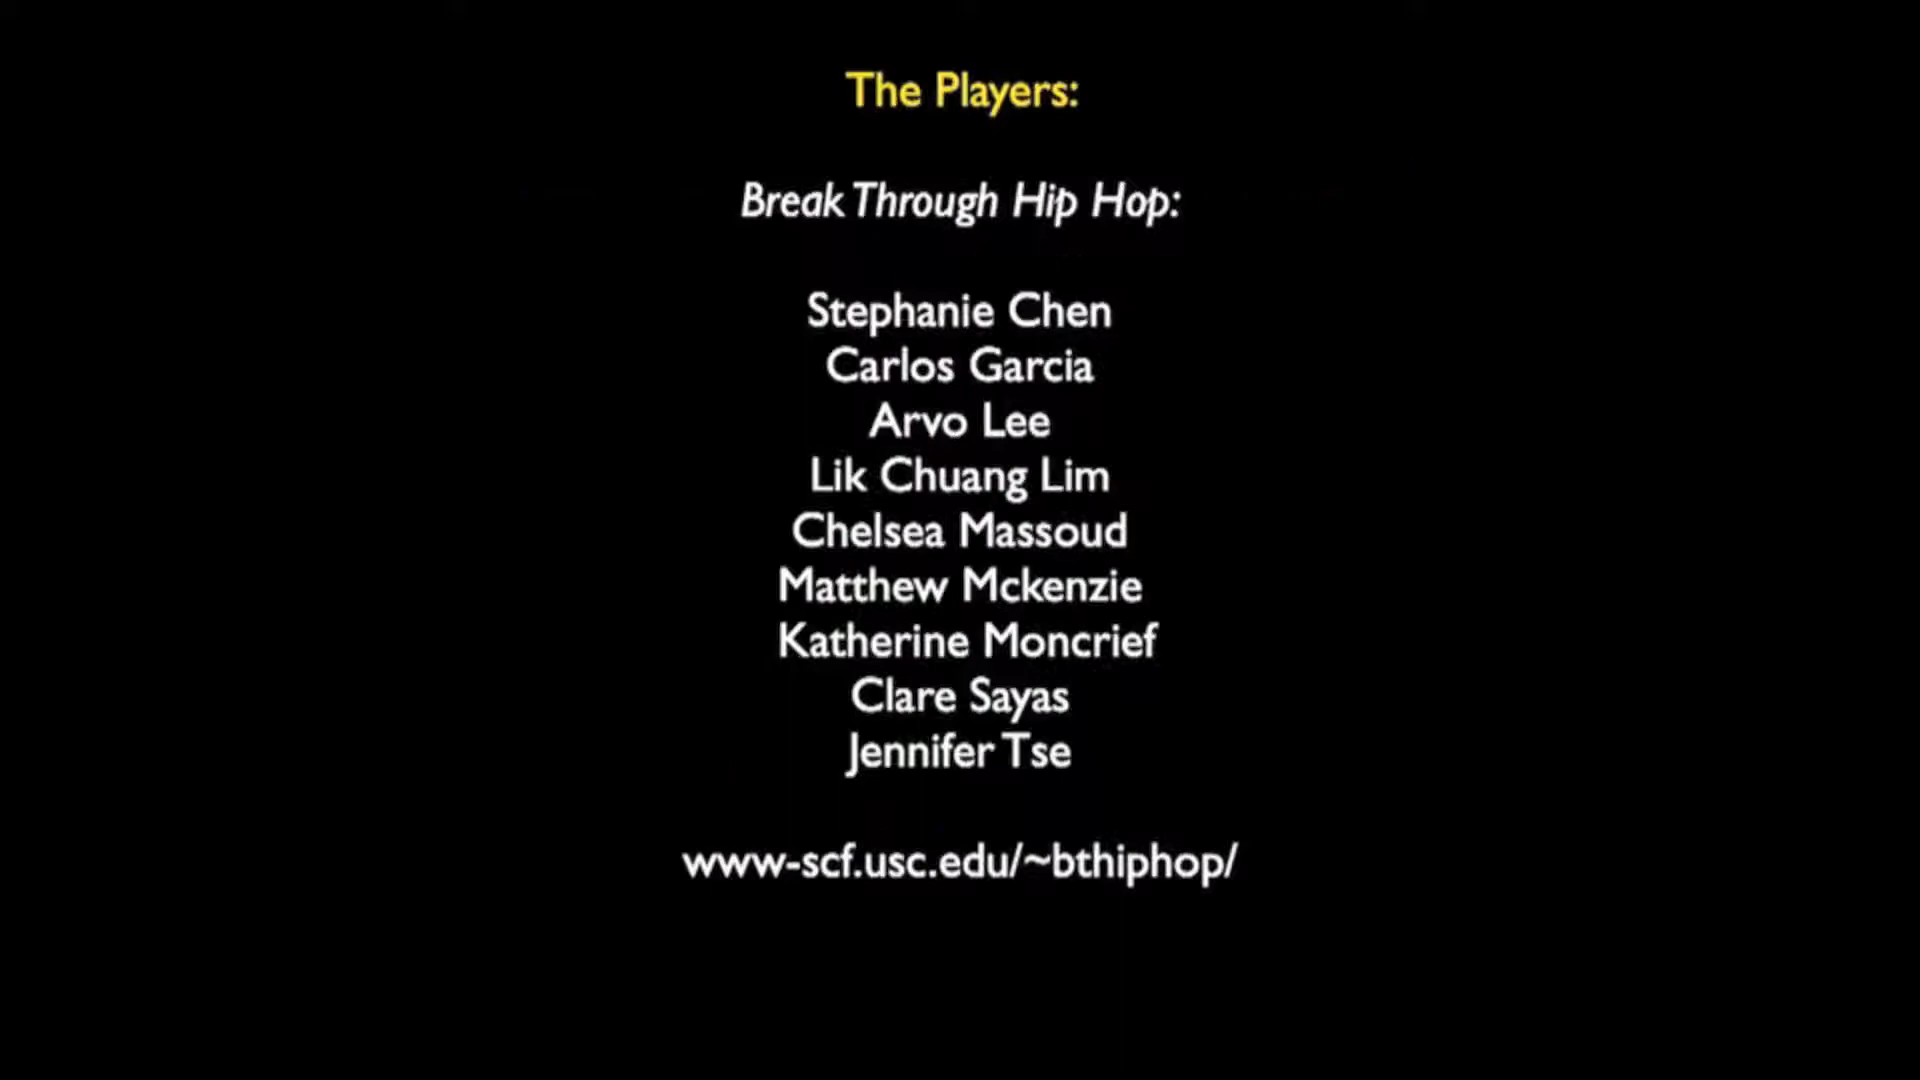 The Players:
Break Through Hip Hop:
Stephanie Chen
Carlos Garcia
Arvo Lee
Lik Chuang Lim
Chelsea Massoud
Matthew Mckenzie
Katherine Moncrief
Clare Sayas
Jennifer Tse
www-scf.usc.edu/~bthiphop/